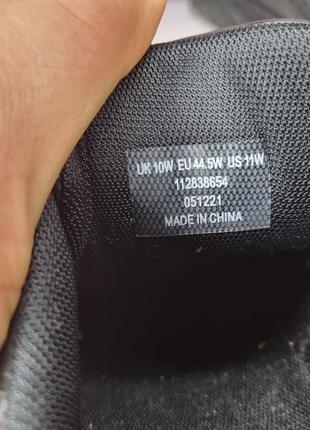 UK 10W EU 44.5W US 11W
112838654
051221
MADE IN CHINA